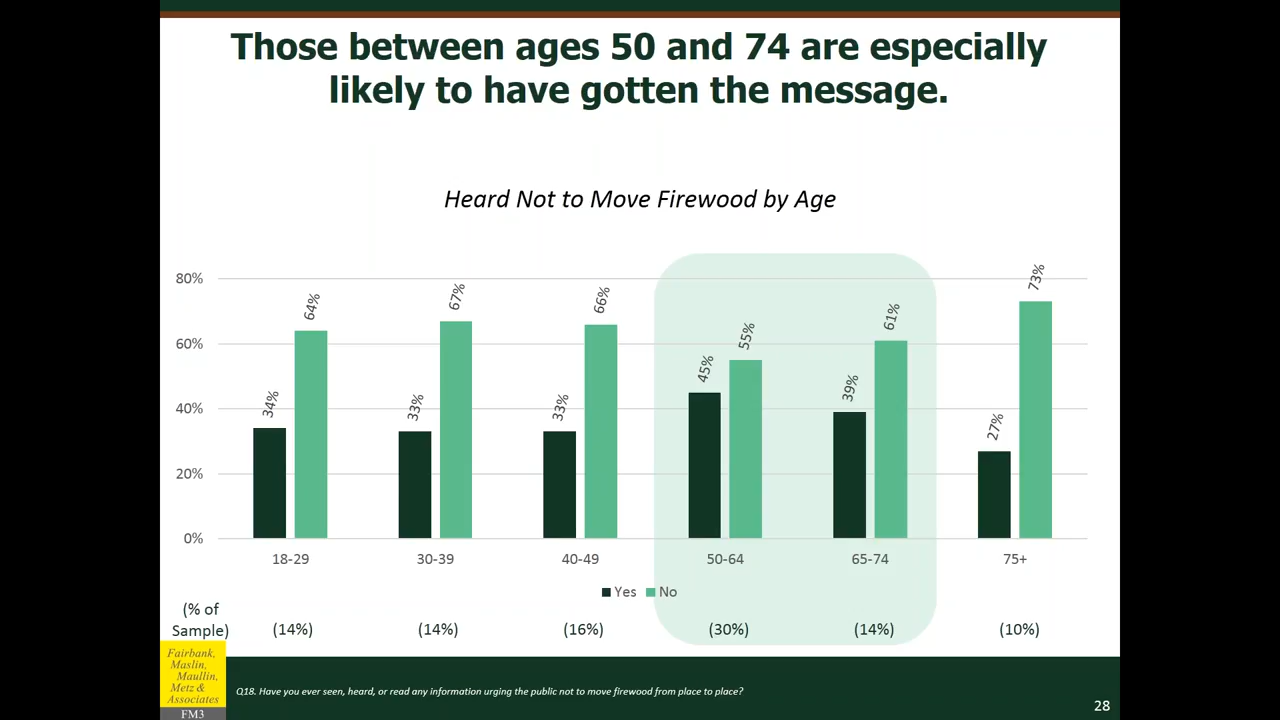 Those between ages 50 and 74 are especially
likely to have gotten the message.
Heard Not to Move Firewood by Age
80%
60%
40%
20%
0%
34%
64%
33%
67%
33%
66%
45%
55%
39%
61%
27%
73%
18-29
30-39
40-49
50-64
65-74
75+
Yes
No
(% of
Sample)
(14%)
(14%)
(16%)
(30%)
(14%)
(10%)
Fairbank,
Maslin,
Maullin,
Metz &
Associates
FM3
Q18. Have you ever seen, heard, or read any information urging the public not to move firewood from place to place?
28